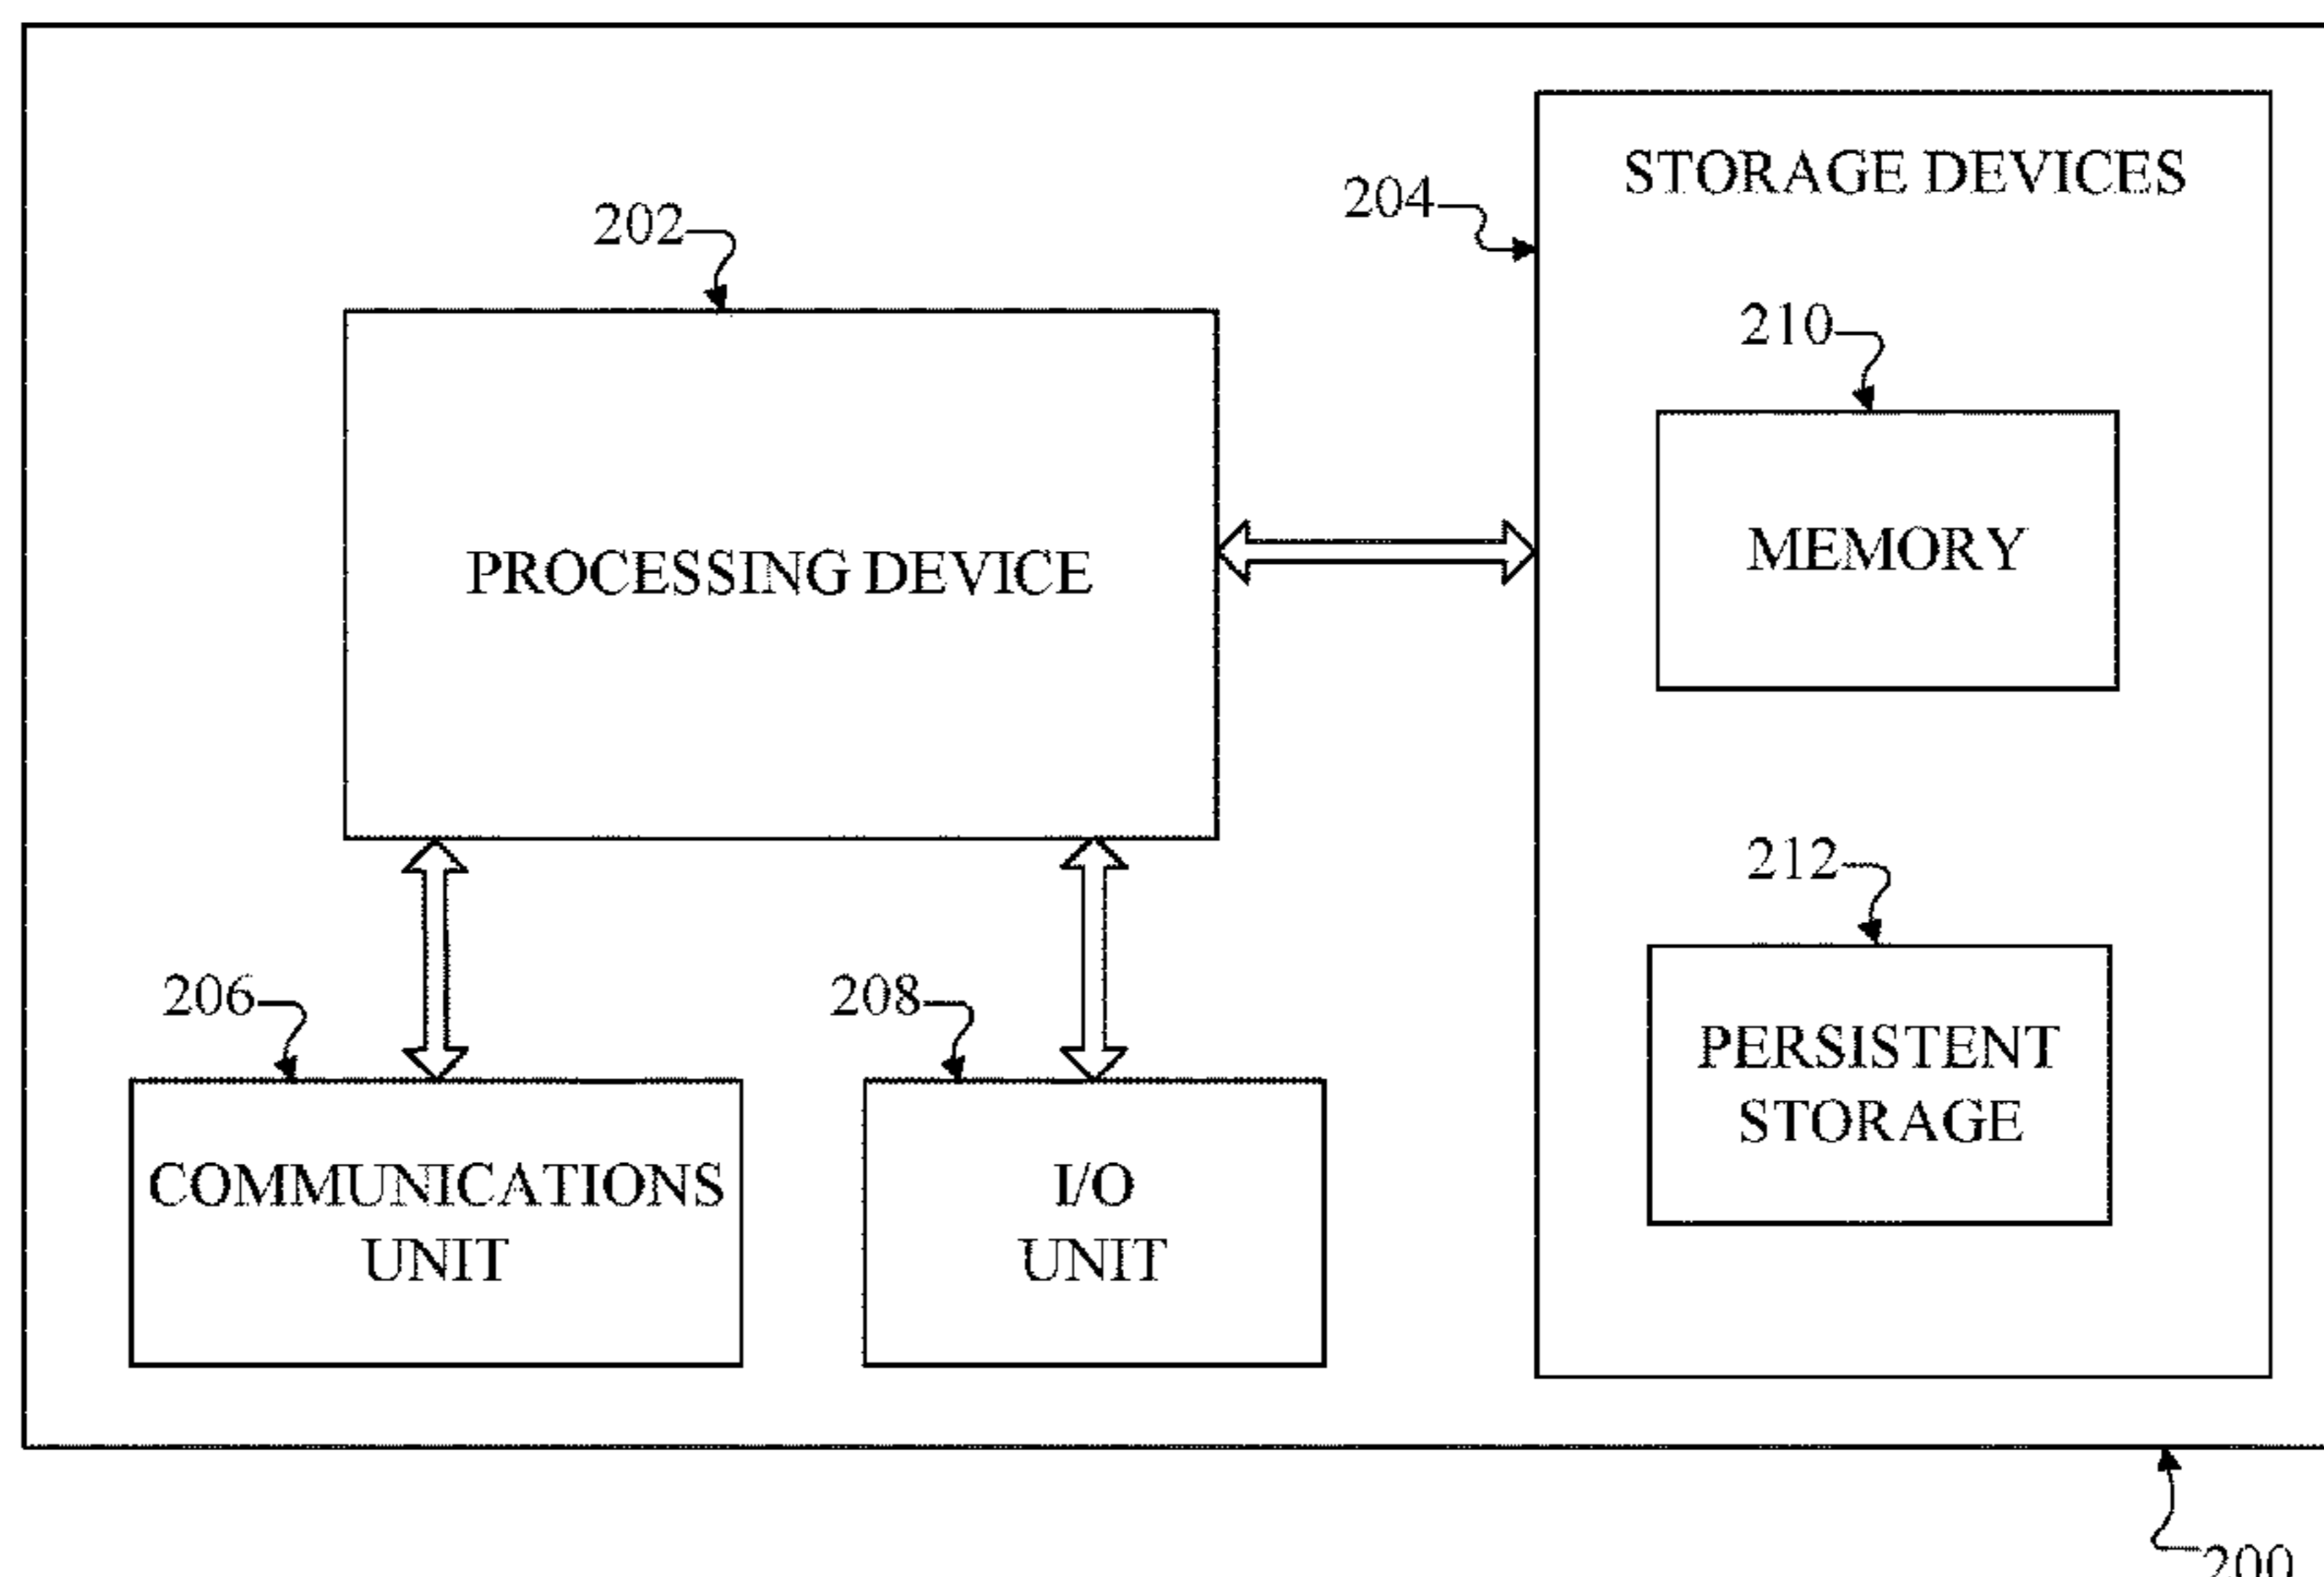 STORAGE DEVICES
204
202
210
PROCESSING DEVICE
MEMORY
212
206
208
PERSISTENT
STORAGE
COMMUNICATIONS
UNIT
I/O
UNIT
200